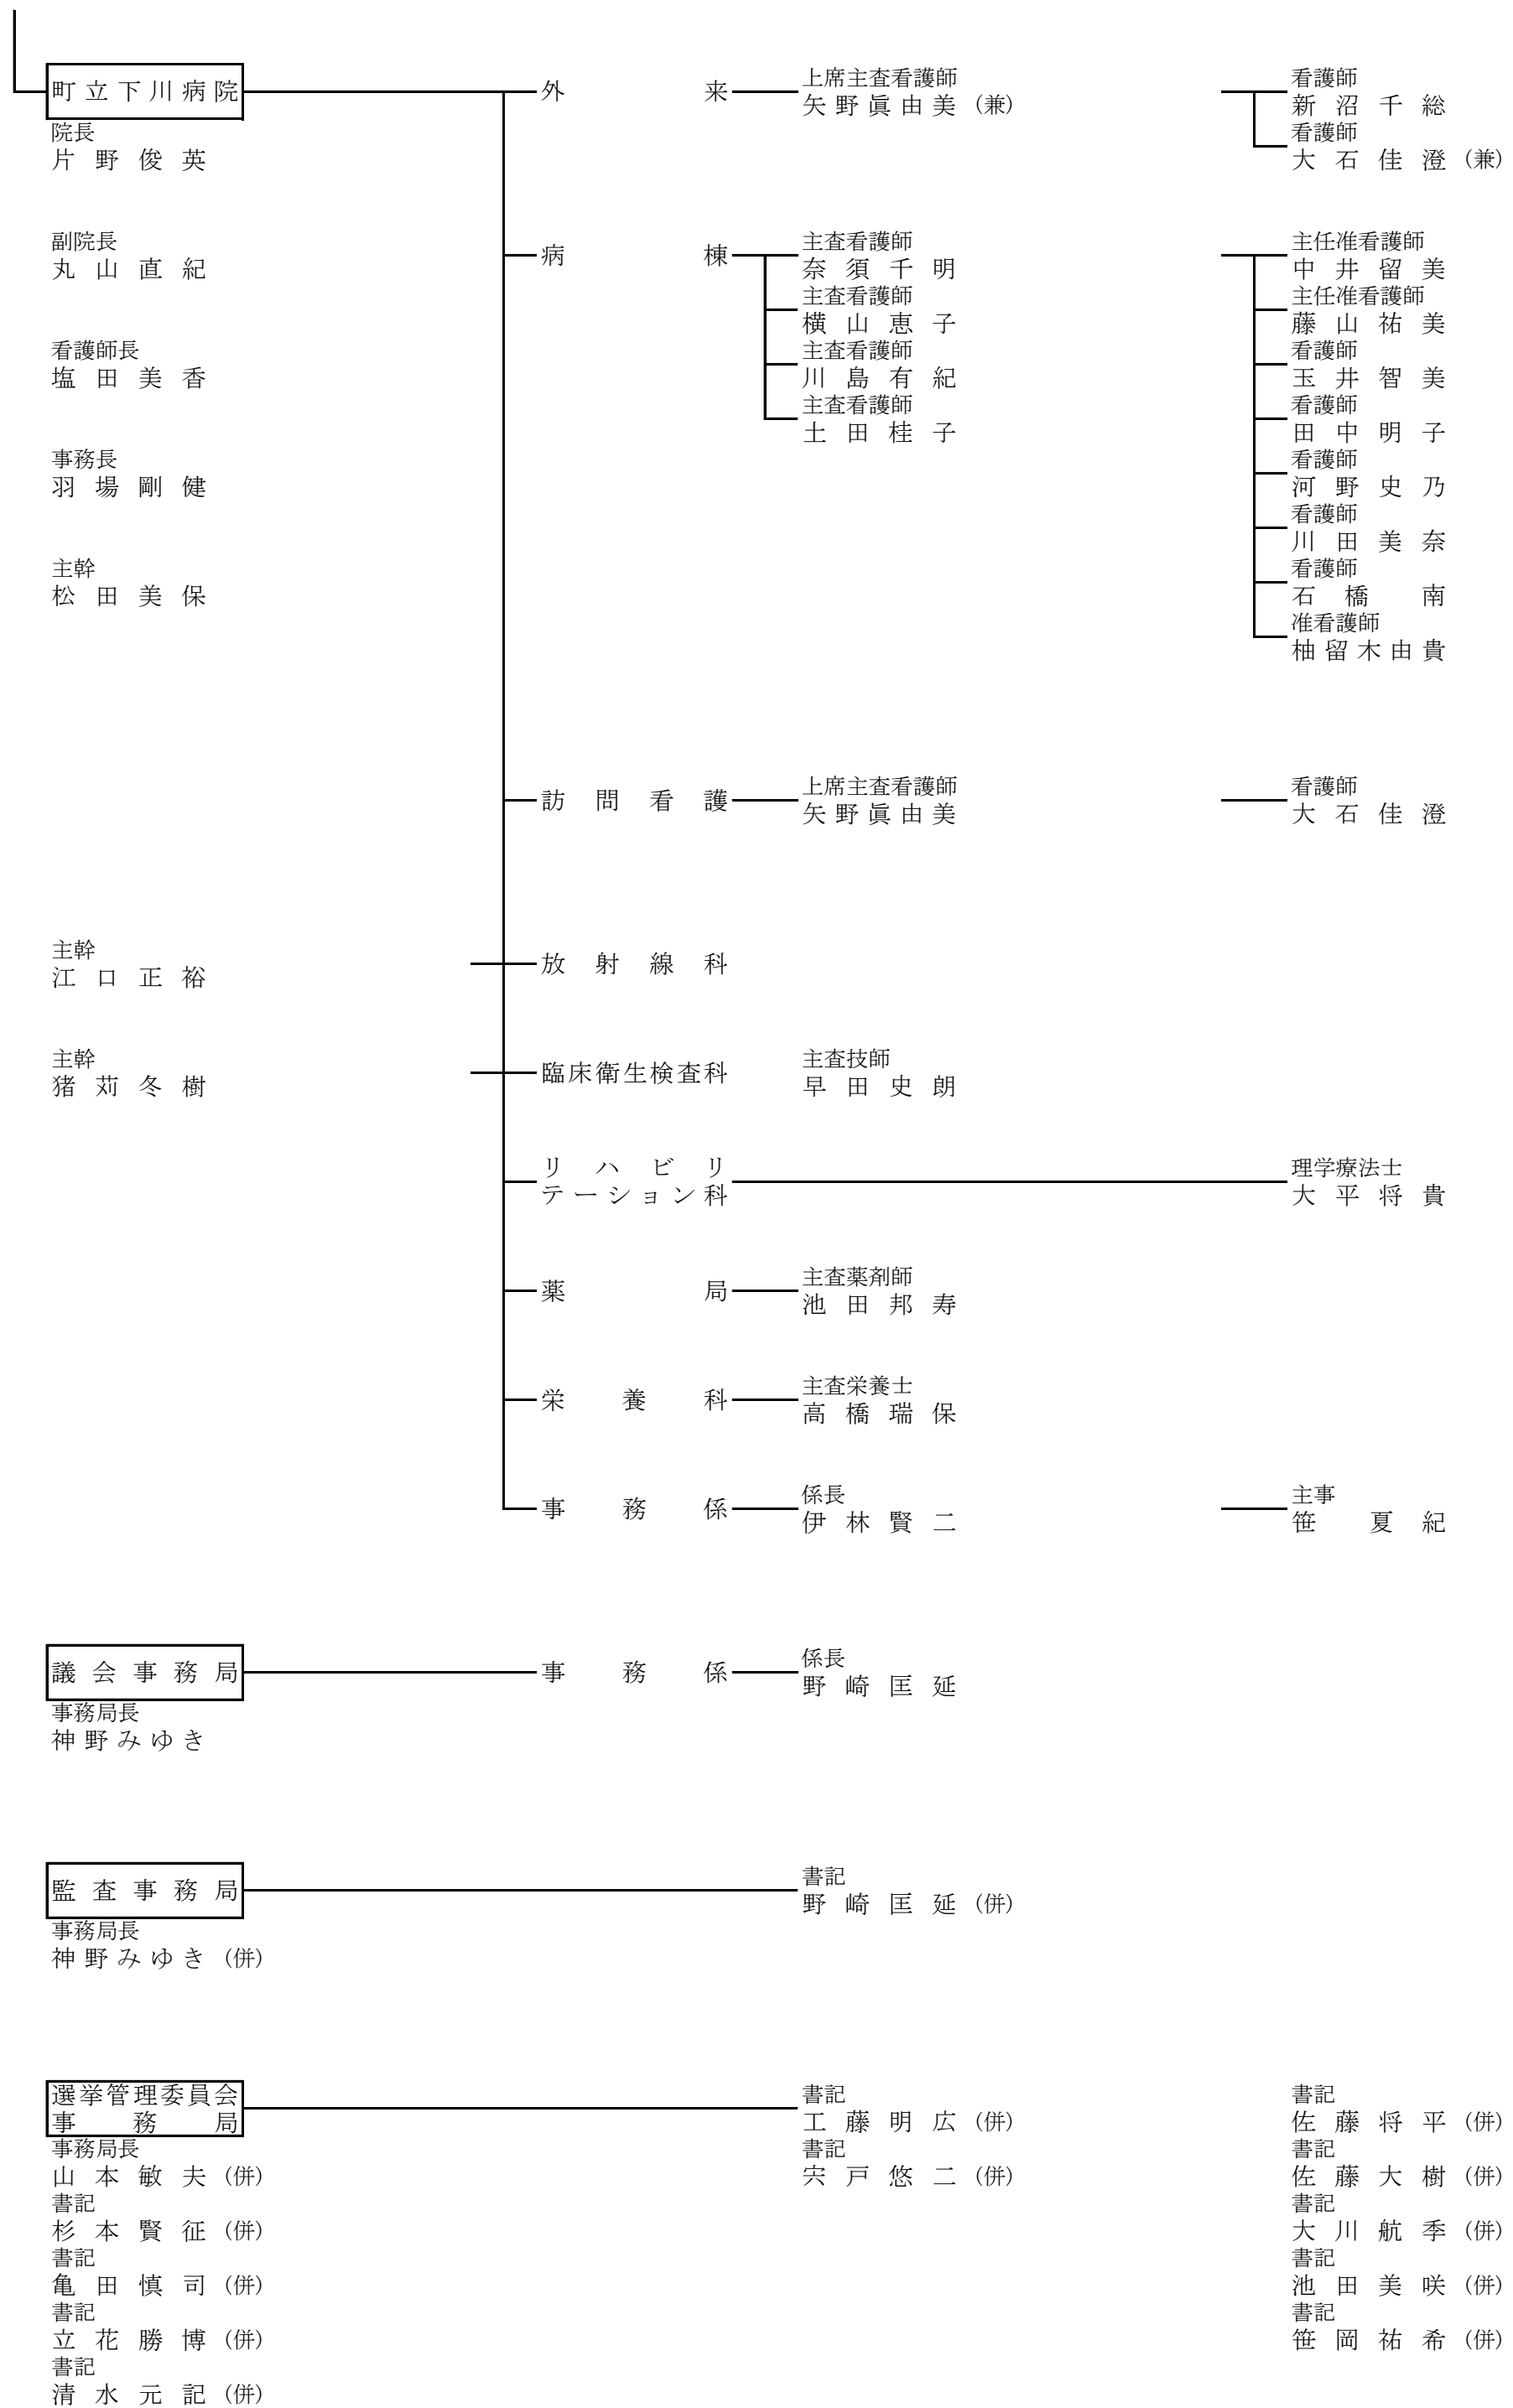 町立下川病院
院長
片野俊英
副院長
丸山直紀
看護師長
塩田美香
事務長
羽場剛健
主幹
松田美保
外来
上席主査看護師
矢野眞由美（兼）
看護師
新沼千総
看護師
大石佳澄（兼）
病棟
主査看護師
奈須千明
主査看護師
横山恵子
主査看護師
川島有紀
主査看護師
土田桂子
主任准看護師
中井留美
主任准看護師
藤山祐美
看護師
玉井智美
看護師
田中明子
看護師
河野史乃
看護師
川田美奈
看護師
石橋南
准看護師
柚留木由貴
訪問看護
上席主査看護師
矢野眞由美
看護師
大石佳澄
主幹
江口正裕
放射線科
主幹
猪苅冬樹
臨床衛生検査科
主査技師
早田史朗
リハビリ
テーション科
理学療法士
大平将貴
薬局
主査薬剤師
池田邦寿
栄養科
主査栄養士
高橋瑞保
事務係
係長
伊林賢二
主事
笹夏紀
議会事務局
事務局長
神野みゆき
事務係
係長
野崎匡延
監査事務局
事務局長
神野みゆき（併）
書記
野崎匡延（併）
選挙管理委員会
事務局
事務局長
山本敏夫（併）
書記
杉本賢征（併）
書記
亀田慎司（併）
書記
立花勝博（併）
書記
清水元記（併）
書記
工藤明広（併）
書記
宍戸悠二（併）
書記
佐藤将平（併）
書記
佐藤大樹（併）
書記
大川航季（併）
書記
池田美咲（併）
書記
笹岡祐希（併）